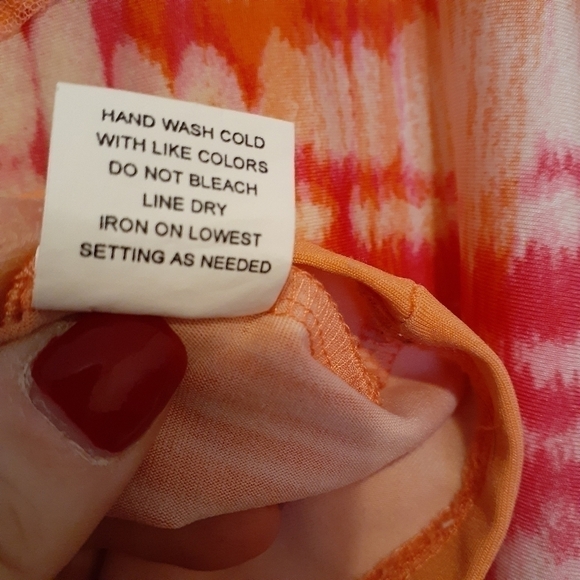 HAND WASH COLD
WITH LIKE COLORS
DO NOT BLEACH
LINE DRY
IRON ON LOWEST
SETTING AS NEEDED